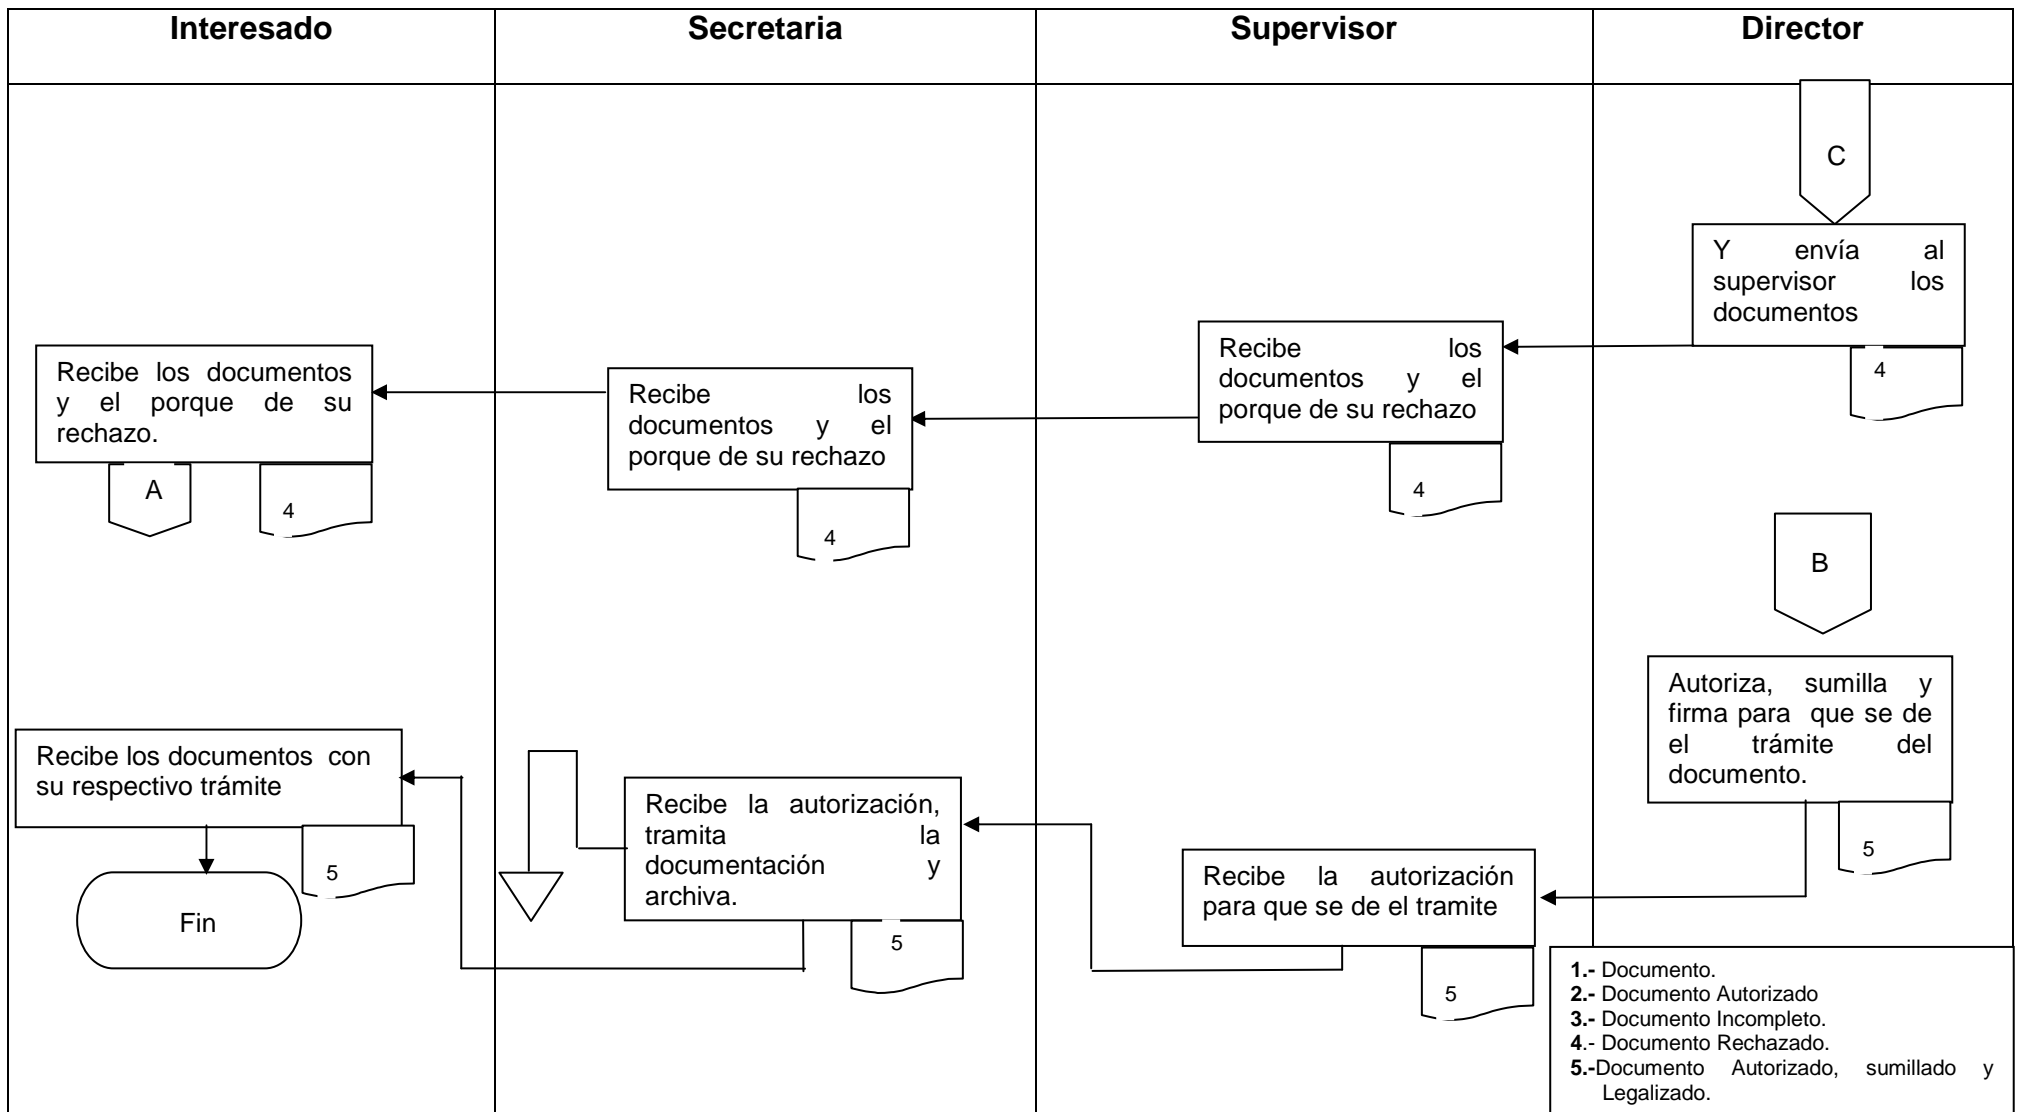 Interesado
Secretaria
Supervisor
Director
C
Y envía al
supervisor los
documentos
4
Recibe los
documentos y el
porque de su rechazo
4
Recibe los
documentos y el
porque de su rechazo
4
Recibe los documentos
y el porque de su
rechazo.
A
4
B
Autoriza, sumilla y
firma para que se de
el trámite del
documento.
5
Recibe la autorización
para que se de el tramite
5
Recibe la autorización,
tramita la
documentación y
archiva.
5
Recibe los documentos con
su respectivo trámite
5
Fin
1.- Documento.
2.- Documento Autorizado
3.- Documento Incompleto.
4.- Documento Rechazado.
5.-Documento Autorizado, sumillado y
Legalizado.